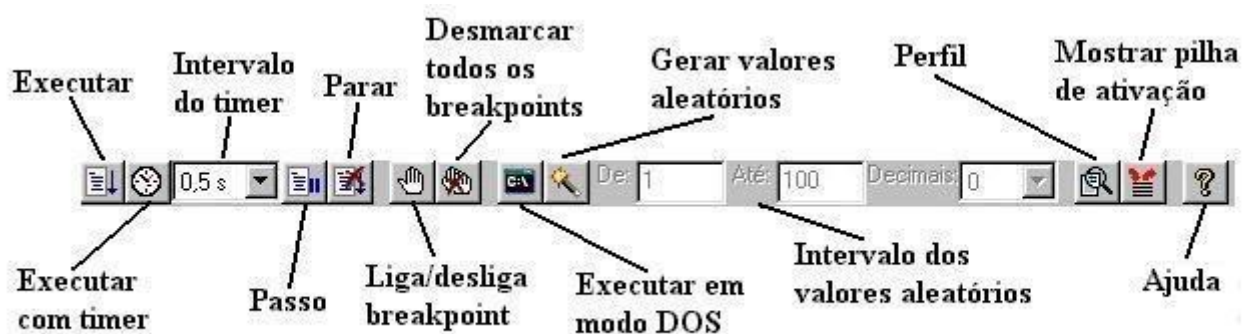 Executar
Intervalo
do timer
Parar
Desmarcar
todos os
breakpoints
Gerar valores
aleatórios
Perfil
Mostrar pilha
de ativação
0,5 s
C:\
De: 1
Até: 100
Decimais: 0
?
Executar
com timer
Passo
Liga/desliga
breakpoint
Executar em
modo DOS
Intervalo dos
valores aleatórios
Ajuda